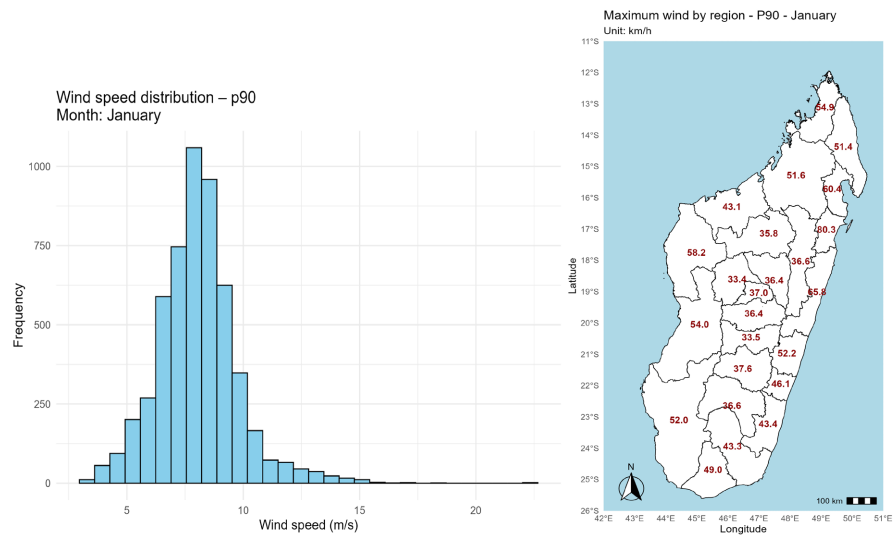 Wind speed distribution – p90
Month: January
Frequency
1000
750
500
250
0
5 10 15 20
Wind speed (m/s)
Maximum wind by region - P90 - January
Unit: km/h
Latitude
11°S
12°S
13°S
14°S
15°S
16°S
17°S
18°S
19°S
20°S
21°S
22°S
23°S
24°S
25°S
26°S
54.9
51.4
51.6
60.4
43.1
35.8
80.3
58.2
36.6
33.4 36.4
37.0
65.8
36.4
54.0
33.5
52.2
37.6
46.1
36.6
52.0
43.4
43.3
49.0
N
100 km
42°E 43°E 44°E 45°E 46°E 47°E 48°E 49°E 50°E 51°E
Longitude